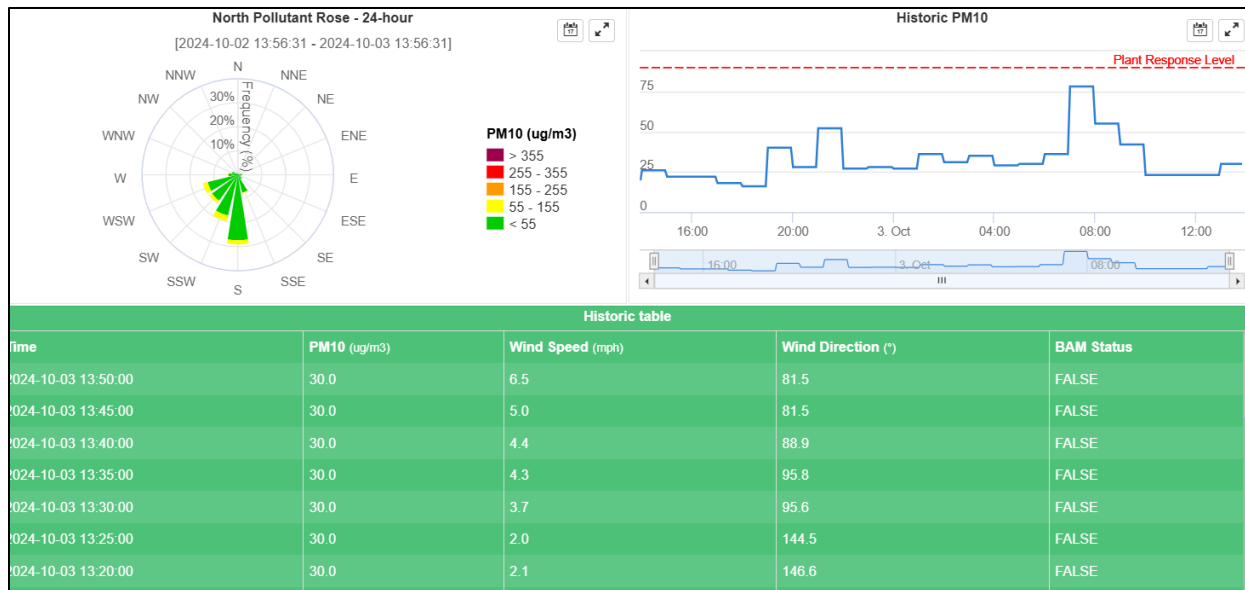 North Pollutant Rose - 24-hour
[2024-10-02 13:56:31 - 2024-10-03 13:56:31]
17
N
NNW NNE
NW NE
WNW ENE
W E
WSW ESE
SW SE
SSW SSE
S
30%
20%
10%
Frequency (%)
PM10 (ug/m3)
> 355
255 - 355
155 - 255
55 - 155
< 55
Historic PM10
17
Plant Response Level
75
50
25
0
16:00 20:00 3. Oct 04:00 08:00 12:00
16:00 3. Oct 08:00
Historic table
Time PM10 (ug/m3) Wind Speed (mph) Wind Direction (°) BAM Status
2024-10-03 13:50:00 30.0 6.5 81.5 FALSE
2024-10-03 13:45:00 30.0 5.0 81.5 FALSE
2024-10-03 13:40:00 30.0 4.4 88.9 FALSE
2024-10-03 13:35:00 30.0 4.3 95.8 FALSE
2024-10-03 13:30:00 30.0 3.7 95.6 FALSE
2024-10-03 13:25:00 30.0 2.0 144.5 FALSE
2024-10-03 13:20:00 30.0 2.1 146.6 FALSE